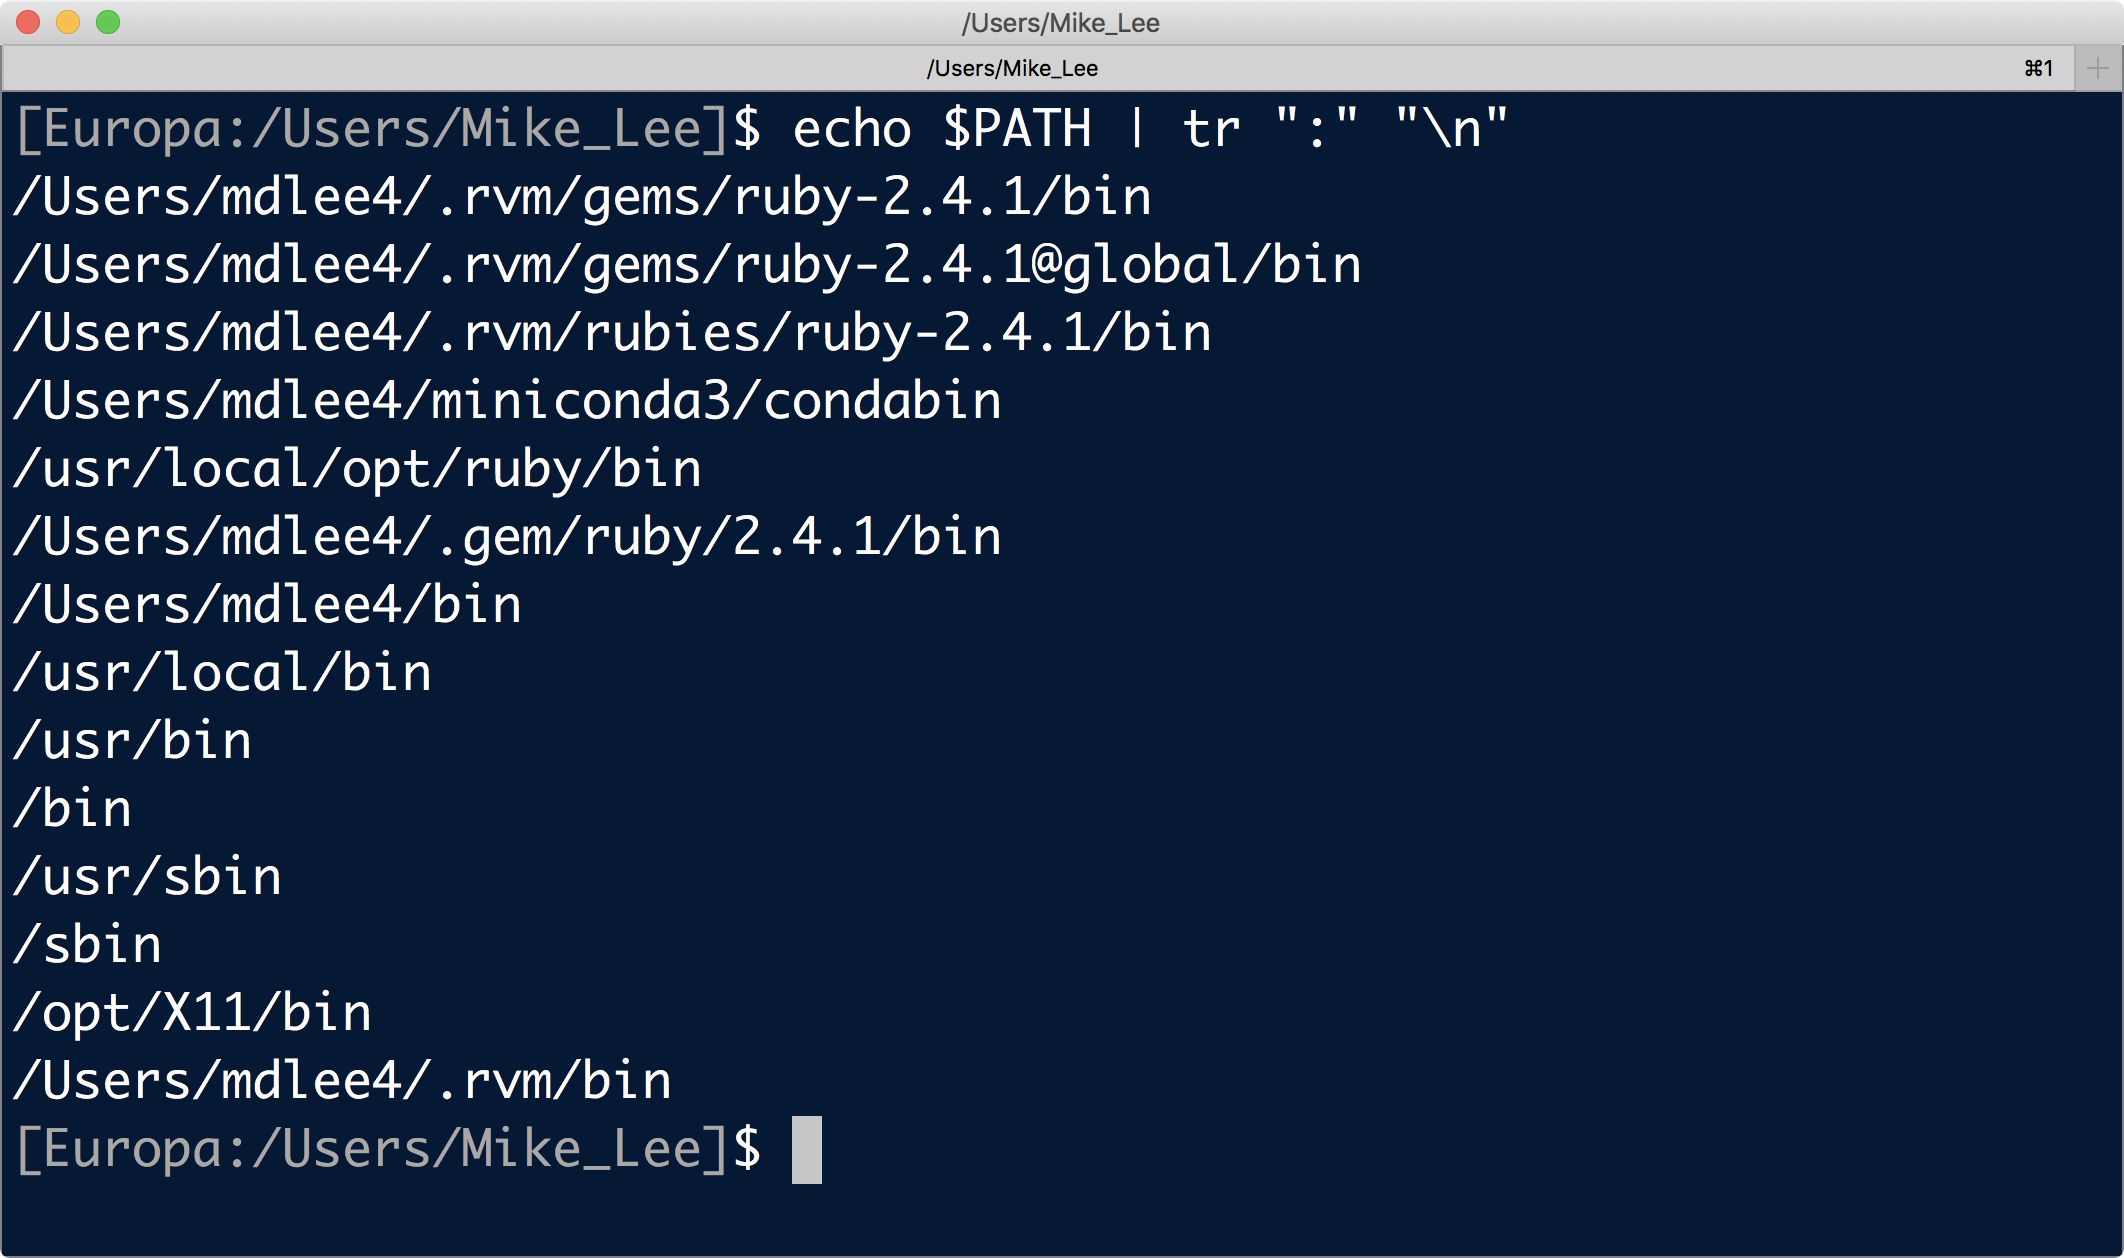 /Users/Mike_Lee
/Users/Mike_Lee ⌘1
[Europa:/Users/Mike_Lee]$ echo $PATH | tr ":" "\n"
/Users/mdlee4/.rvm/gems/ruby-2.4.1/bin
/Users/mdlee4/.rvm/gems/ruby-2.4.1@global/bin
/Users/mdlee4/.rvm/rubies/ruby-2.4.1/bin
/Users/mdlee4/miniconda3/condabin
/usr/local/opt/ruby/bin
/Users/mdlee4/.gem/ruby/2.4.1/bin
/Users/mdlee4/bin
/usr/local/bin
/usr/bin
/bin
/usr/sbin
/sbin
/opt/X11/bin
/Users/mdlee4/.rvm/bin
[Europa:/Users/Mike_Lee]$